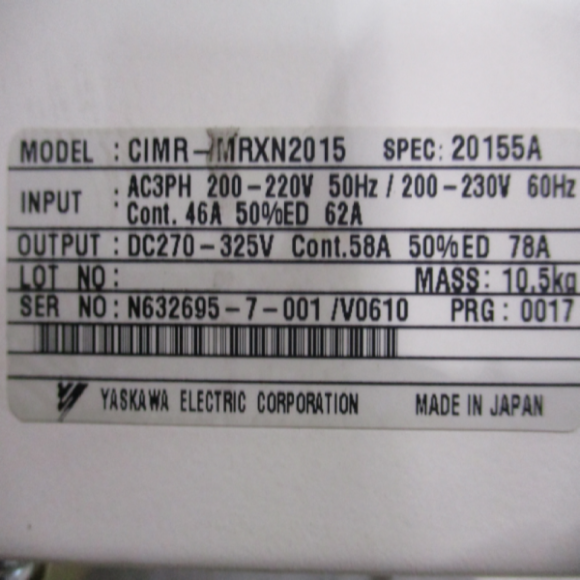 MODEL : CIMR-MRXN2015 SPEC: 20155A
INPUT : AC3PH 200-220V 50Hz / 200-230V 60Hz
Cont. 46A 50%ED 62A
OUTPUT : DC270-325V Cont.58A 50%ED 78A
LOT NO : MASS: 10.5kg
SER NO : N632695-7-001 /V0610 PRG : 0017
YASKAWA ELECTRIC CORPORATION MADE IN JAPAN